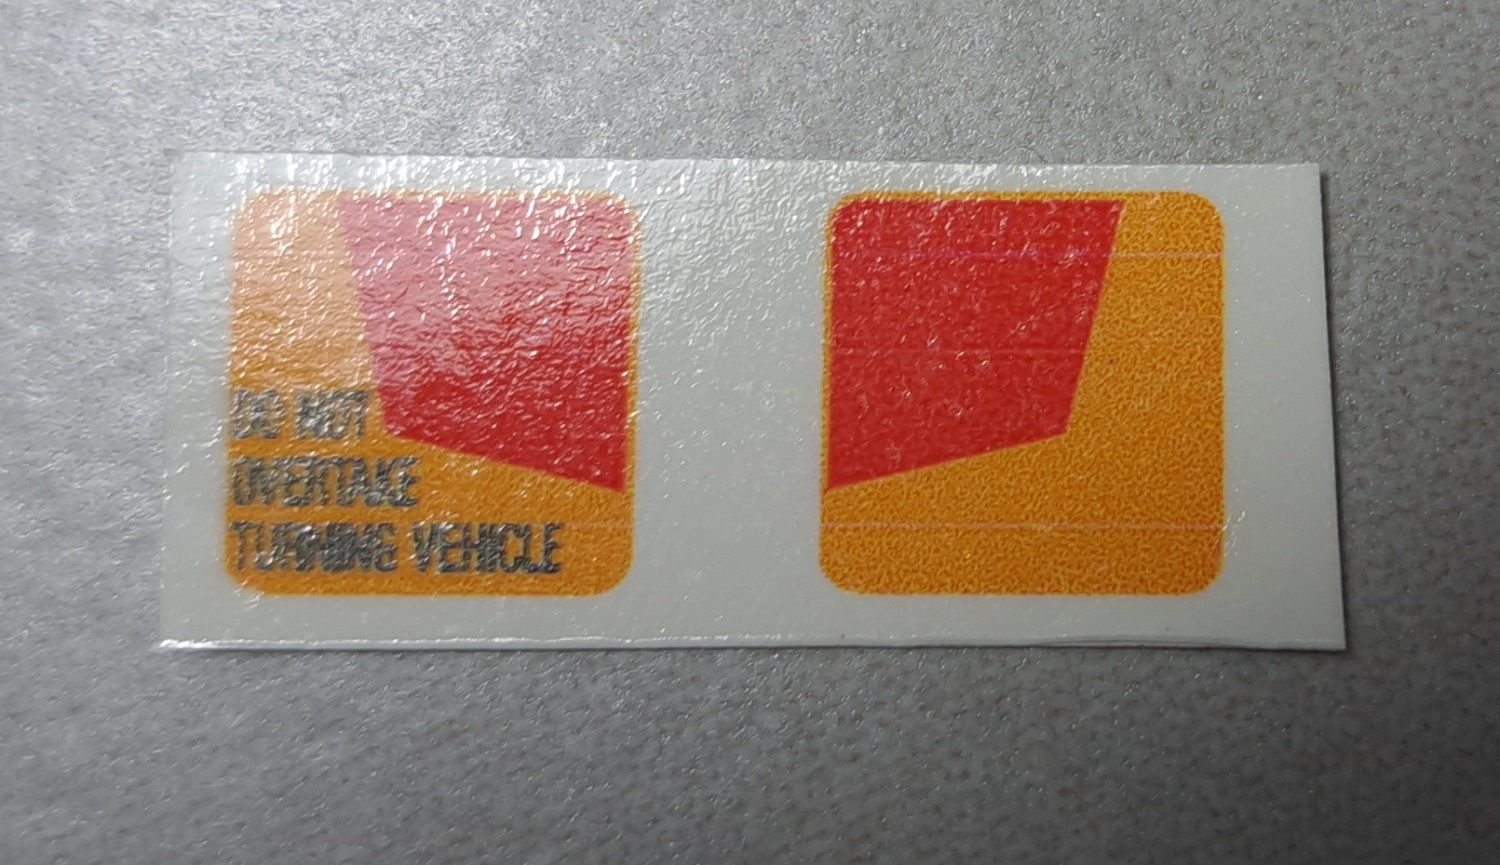 DO NOT
OVERTAKE
TURNING VEHICLE